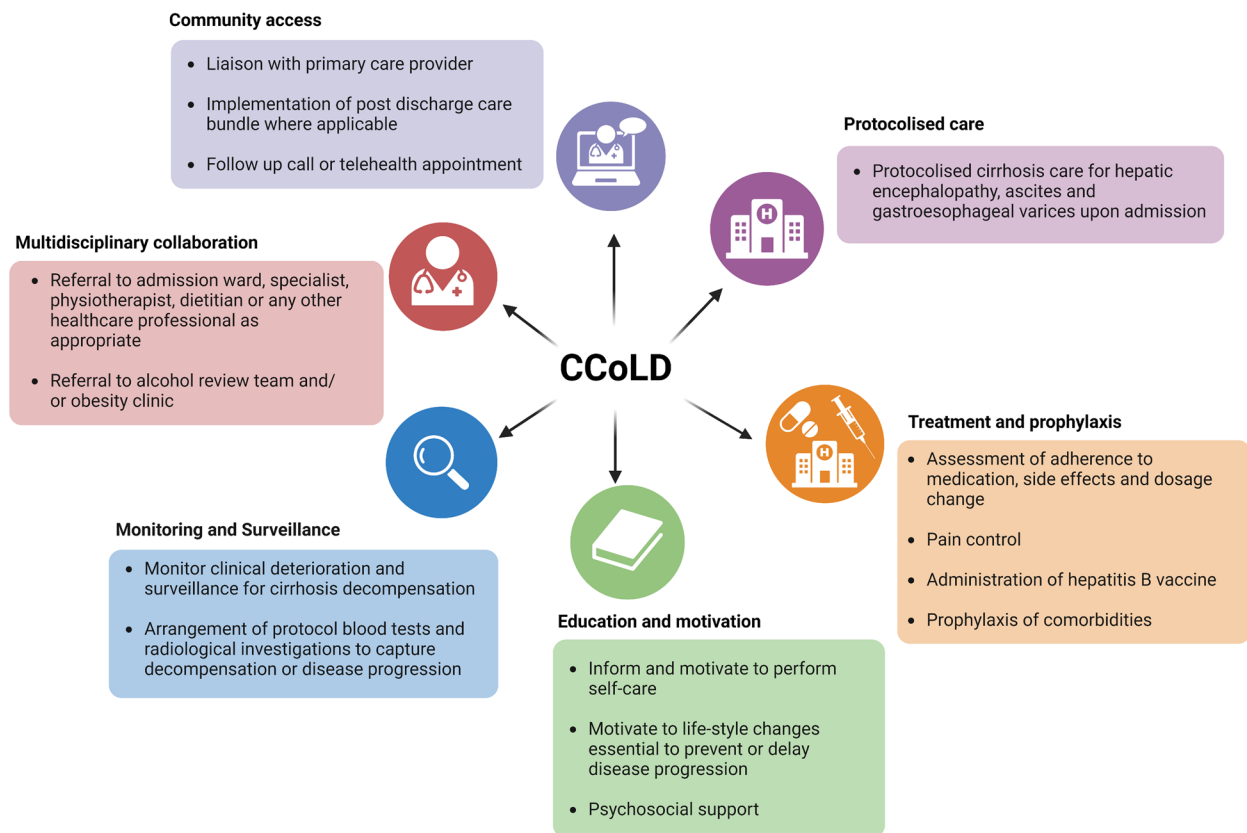 Community access
• Liaison with primary care provider
• Implementation of post discharge care
bundle where applicable
• Follow up call or telehealth appointment
Protocolised care
• Protocolised cirrhosis care for hepatic
encephalopathy, ascites and
gastroesophageal varices upon admission
H
Multidisciplinary collaboration
• Referral to admission ward, specialist,
physiotherapist, dietitian or any other
healthcare professional as
appropriate
• Referral to alcohol review team and/
or obesity clinic
CCoLD
Treatment and prophylaxis
• Assessment of adherence to
medication, side effects and dosage
change
• Pain control
• Administration of hepatitis B vaccine
• Prophylaxis of comorbidities
H
Monitoring and Surveillance
• Monitor clinical deterioration and
surveillance for cirrhosis decompensation
• Arrangement of protocol blood tests and
radiological investigations to capture
decompensation or disease progression
Education and motivation
• Inform and motivate to perform
self-care
• Motivate to life-style changes
essential to prevent or delay
disease progression
• Psychosocial support